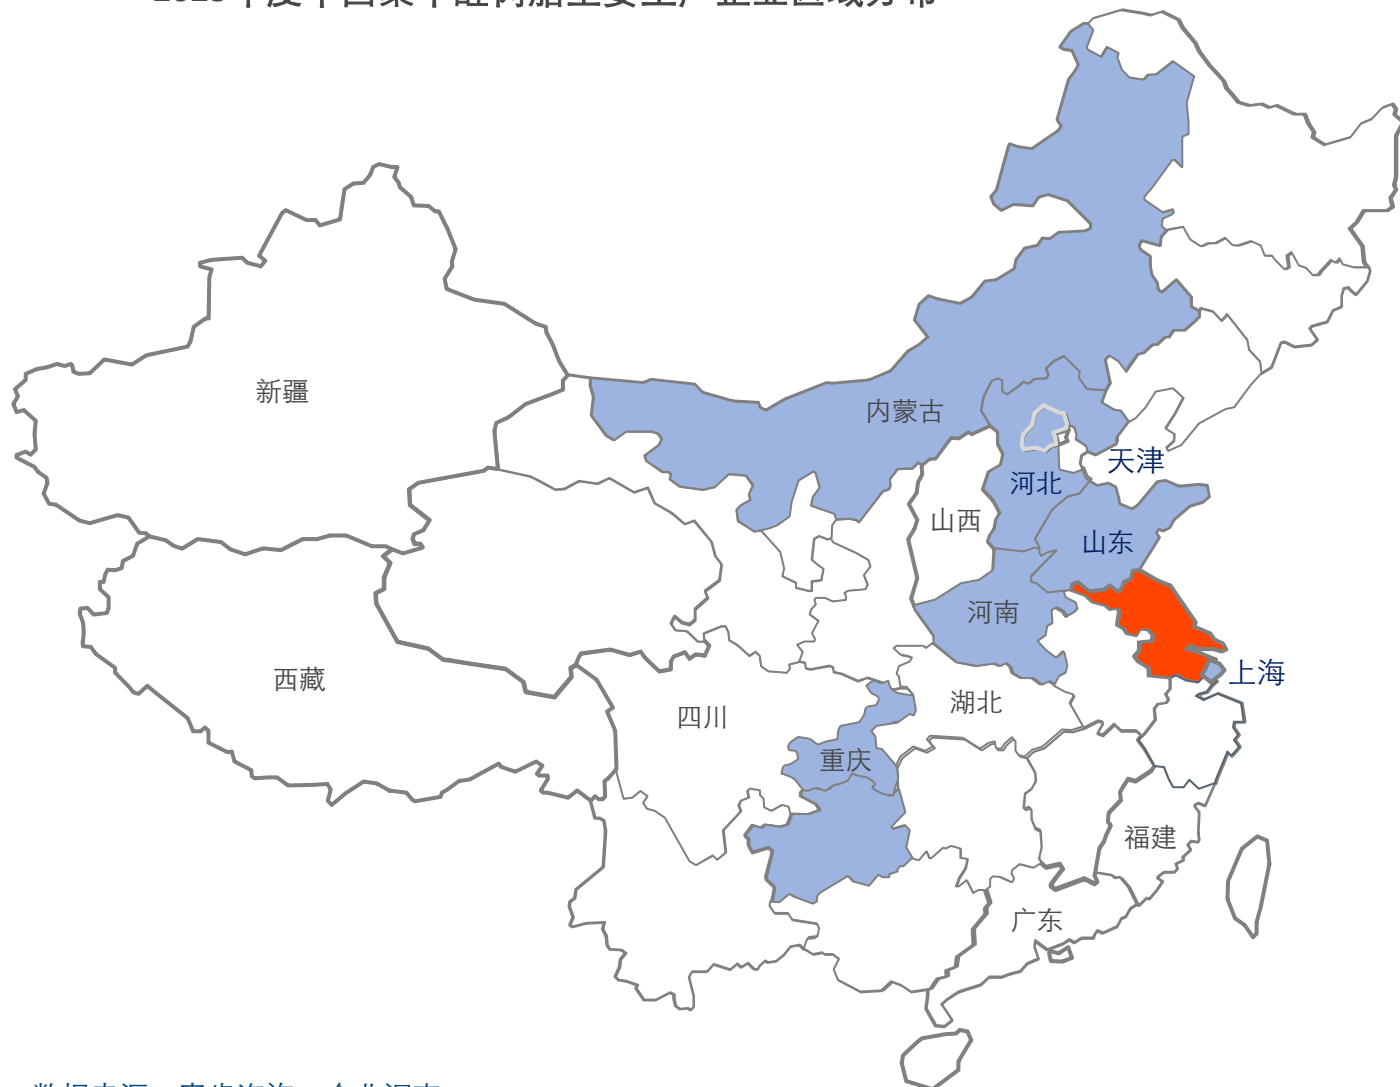 新疆
内蒙古
天津
河北
山西
山东
河南
西藏
上海
四川
湖北
重庆
福建
广东